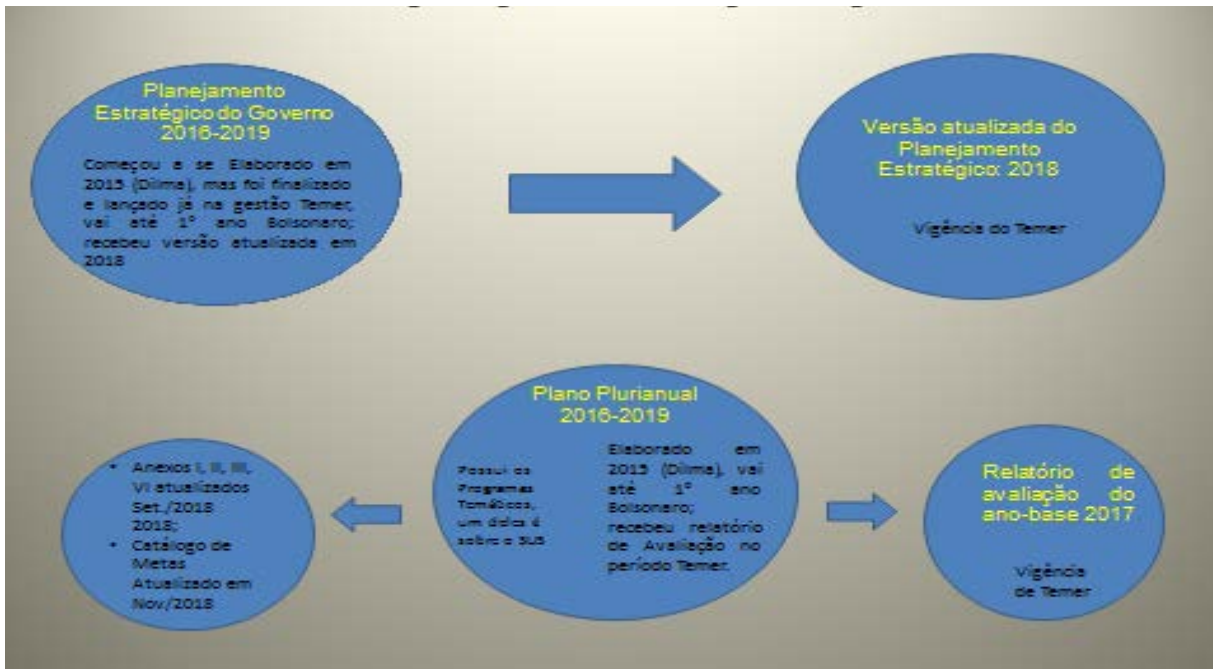 Planejamento
Estratégico do Governo
2016-2019
Começou a se Elaborado em
2015 (Dilma), mas foi finalizado
e lançado já na gestão Temer,
vai até 1º ano Bolsonaro;
recebeu versão atualizada em
2018
Versão atualizada do
Planejamento
Estratégico: 2018
Vigência do Temer
Plano Plurianual
2016-2019
Possui os
Programas
Temáticos,
um deles é
sobre o SUS
Elaborado em
2015 (Dilma), vai
até 1º ano
Bolsonaro;
recebeu relatório
de Avaliação no
período Temer.
• Anexos I, II, III,
VI atualizados
Set./2018
2018;
• Catálogo de
Metas
Atualizado em
Nov./2018
Relatório de
avaliação do
ano-base 2017
Vigência
de Temer